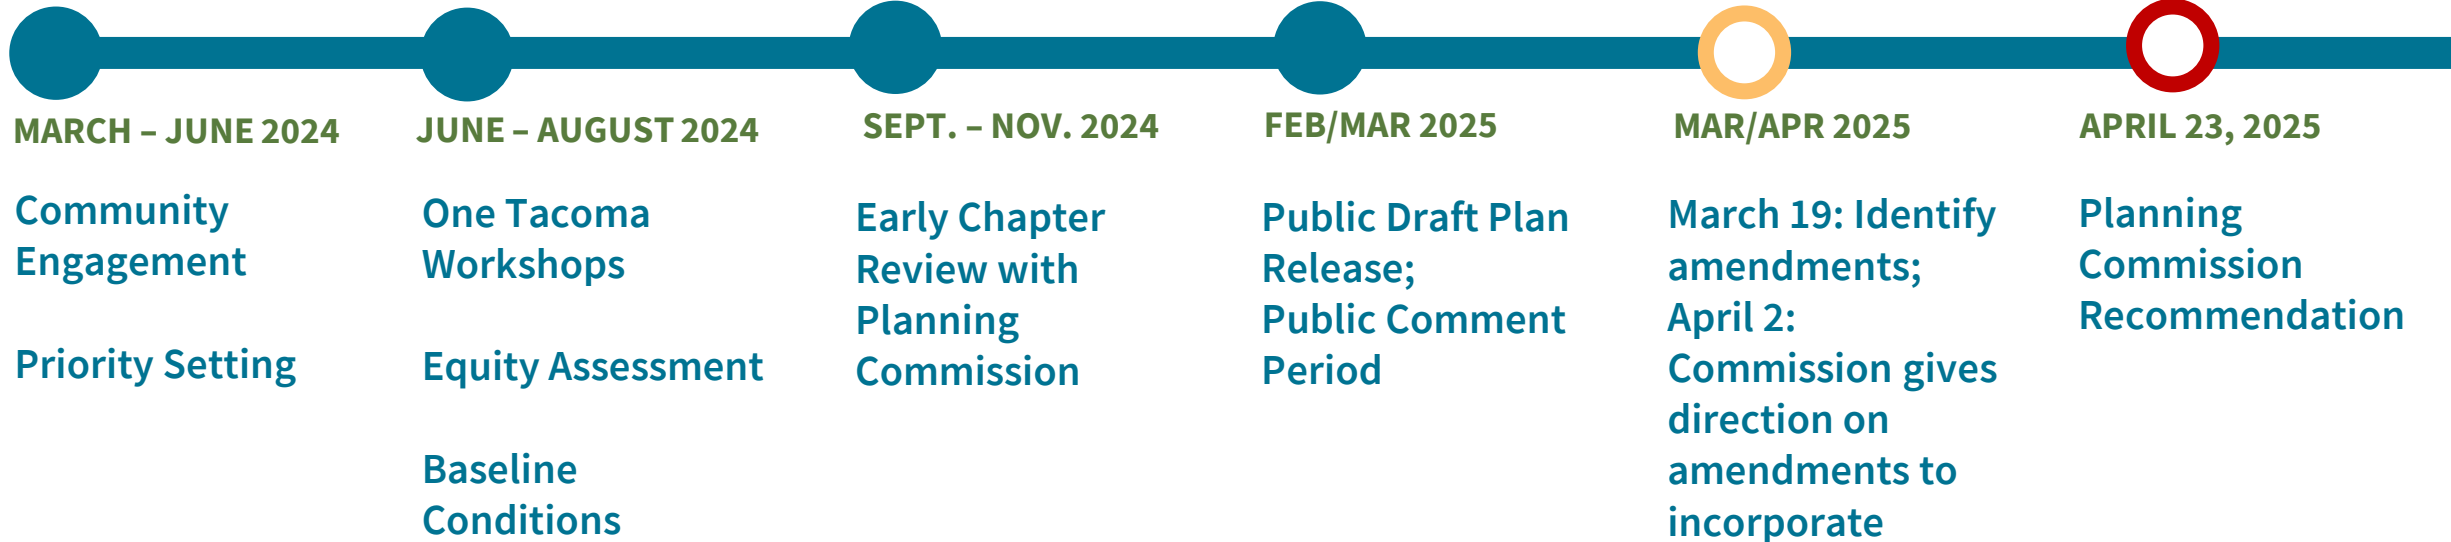 MARCH – JUNE 2024
Community
Engagement
Priority Setting
JUNE – AUGUST 2024
One Tacoma
Workshops
Equity Assessment
Baseline
Conditions
SEPT. – NOV. 2024
Early Chapter
Review with
Planning
Commission
FEB/MAR 2025
Public Draft Plan
Release;
Public Comment
Period
MAR/APR 2025
March 19: Identify
amendments;
April 2:
Commission gives
direction on
amendments to
incorporate
APRIL 23, 2025
Planning
Commission
Recommendation